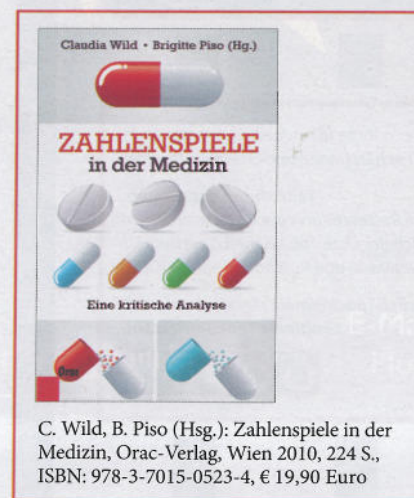 Claudia Wild • Brigitte Piso (Hg.)
ZAHLENSPIELE
in der Medizin
Eine kritische Analyse
Orac
C. Wild, B. Piso (Hsg.): Zahlenspiele in der
Medizin, Orac-Verlag, Wien 2010, 224 S.,
ISBN: 978-3-7015-0523-4, € 19,90 Euro